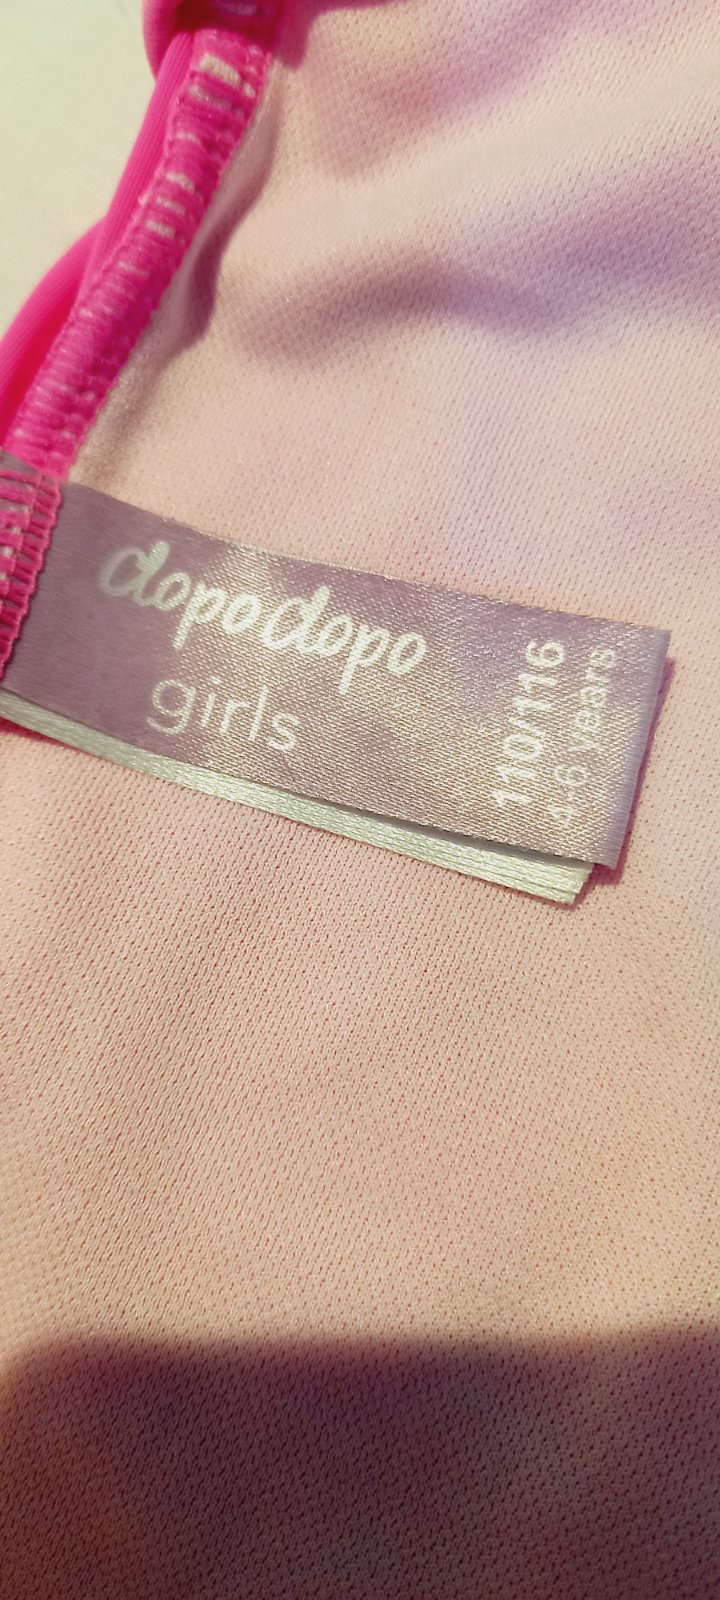 dopodopo
girls
110/116
4-6 years